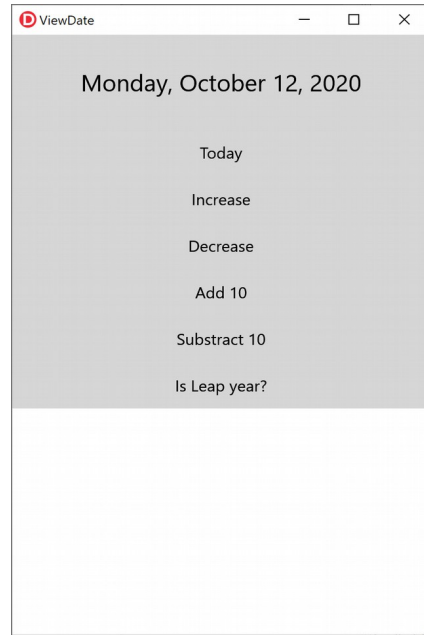 D ViewDate
Monday, October 12, 2020
Today
Increase
Decrease
Add 10
Substract 10
Is Leap year?